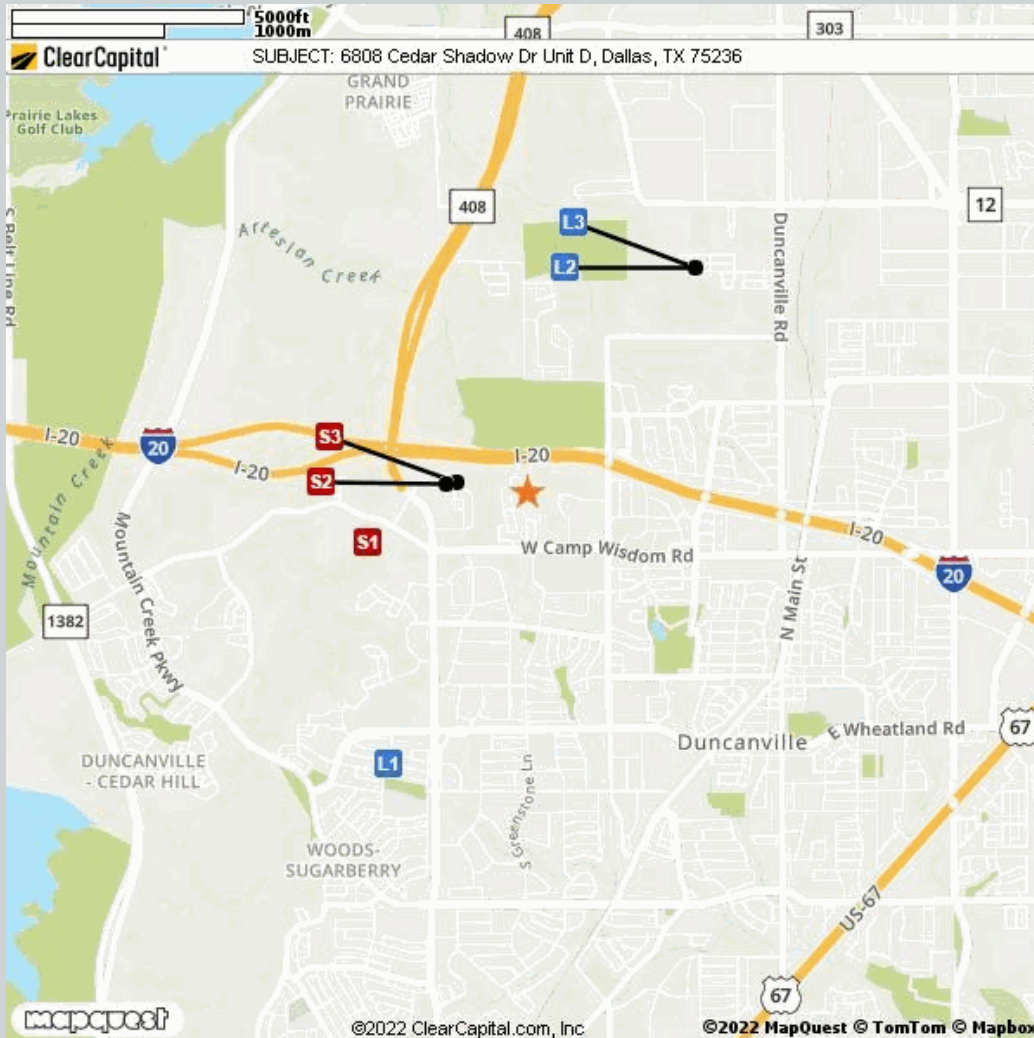 5000ft
1000m
408
303
ClearCapital
SUBJECT: 6808 Cedar Shadow Dr Unit D, Dallas, TX 75236
GRAND
PRAIRIE
Prairie Lakes
Golf Club
408
12
L3
L2
S Belt Line Rd
Artesian Creek
Duncanville Rd
I-20
20
I-20
S3
S2
I-20
I-20
20
S1
W Camp Wisdom Rd
Mountain Creek
Mountain Creek Pkwy
1382
N Main St
67
E Wheatland Rd
Duncanville
L1
DUNCANVILLE
- CEDAR HILL
S Greenstone Ln
WOODS-
SUGARBERRY
US-67
67
mapquest
©2022 ClearCapital.com, Inc
©2022 MapQuest © TomTom © Mapbox